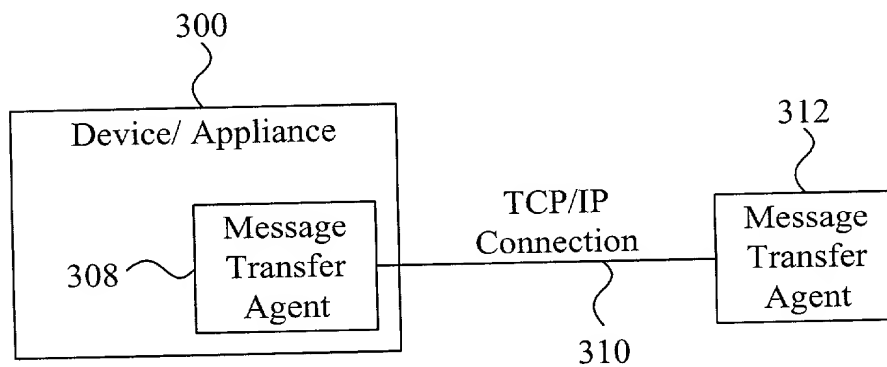 300
Device/ Appliance
312
TCP/IP
Connection
Message
Transfer
Agent
308
Message
Transfer
Agent
310